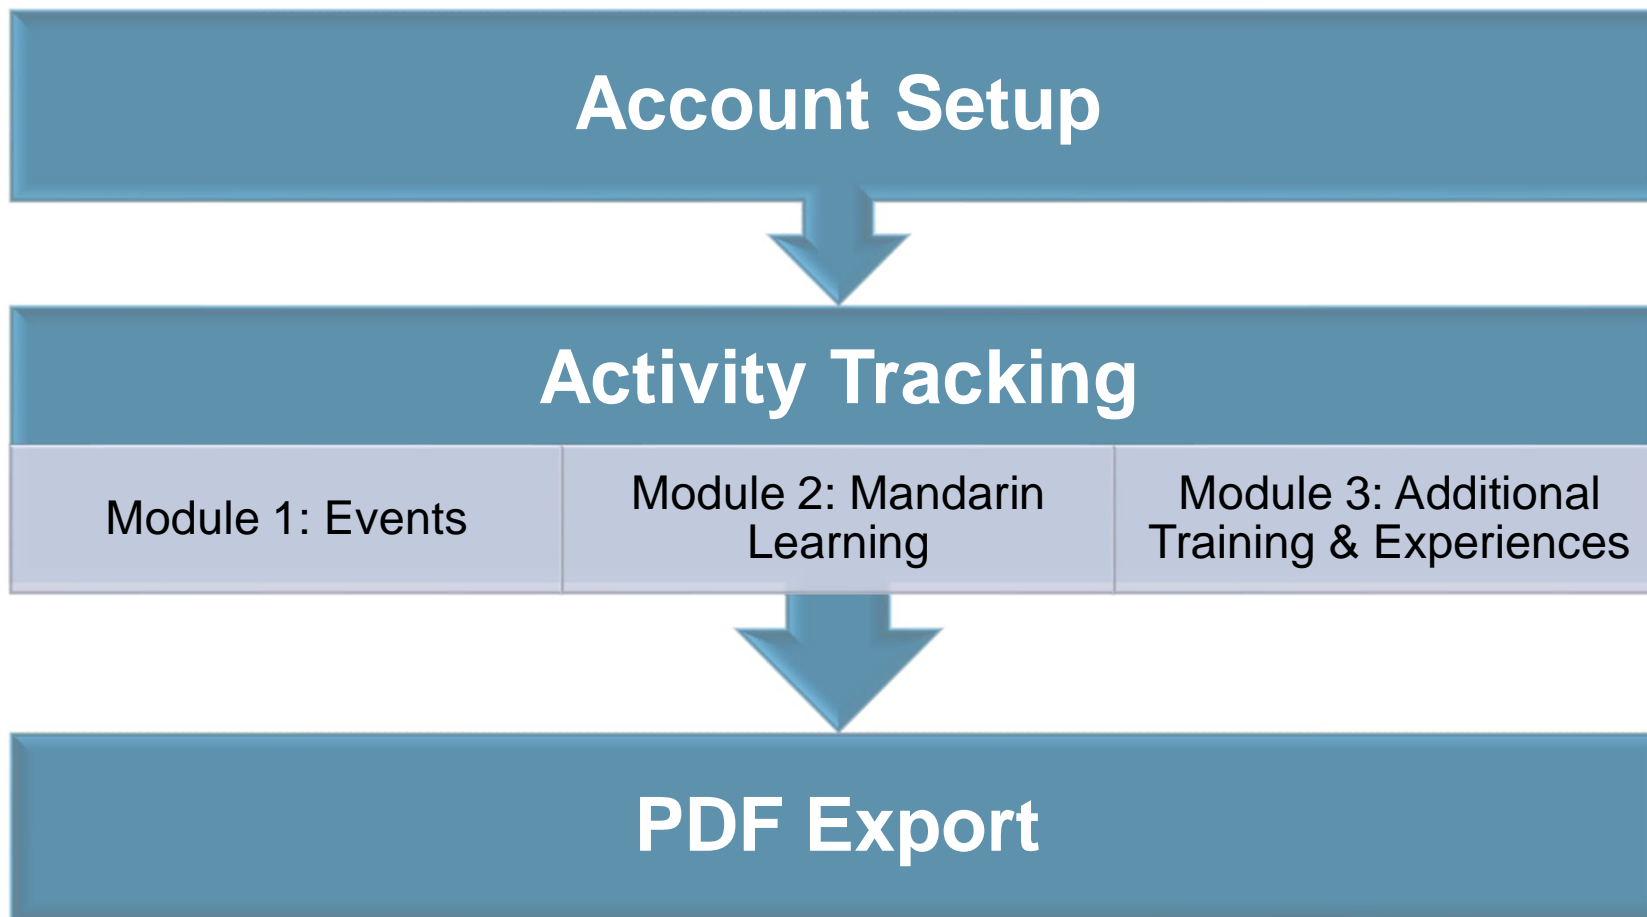 Account Setup
Activity Tracking
Module 1: Events
Module 2: Mandarin
Learning
Module 3: Additional
Training & Experiences
PDF Export